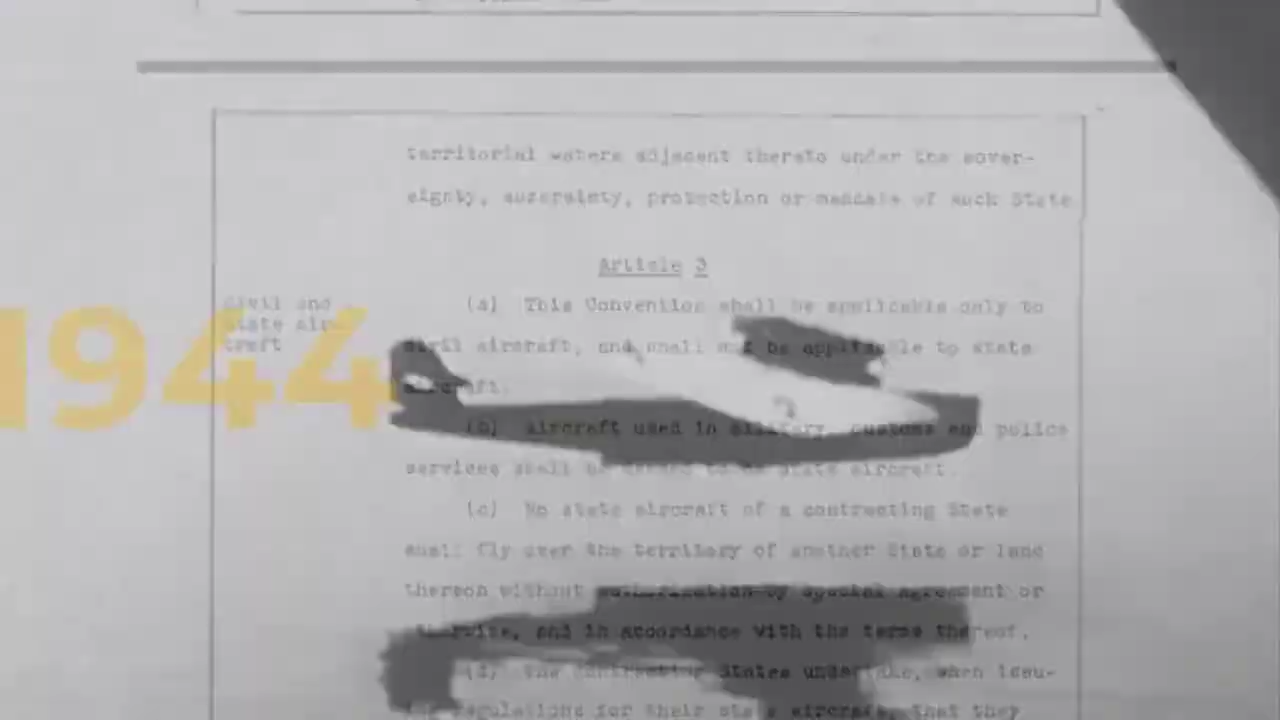 territorial waters adjacent thereto under the sover-
eignty, suzerainty, protection or mandate of such State
Article 3
Civil and
State air-
craft
(a) This Convention shall be applicable only to
civil aircraft, and shall not be applicable to state
aircraft.
1944
(b) Aircraft used in military, customs and police
services shall be deemed to be state aircraft.
(c) No state aircraft of a contracting State
shall fly over the territory of another State or land
thereon without authorization by special agreement or
otherwise, and in accordance with the terms thereof.
(d) The contracting States undertake, when issu-
ing regulations for their state aircraft, that they